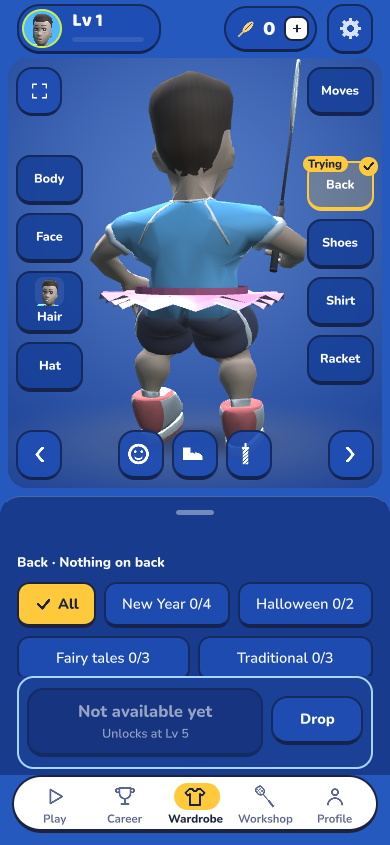 Lv 1
0
+
Moves
Trying
Back
Body
Face
Shoes
Hair
Shirt
Hat
Racket
Back · Nothing on back
All
New Year 0/4
Halloween 0/2
Fairy tales 0/3
Traditional 0/3
Not available yet
Unlocks at Lv 5
Drop
Play
Career
Wardrobe
Workshop
Profile